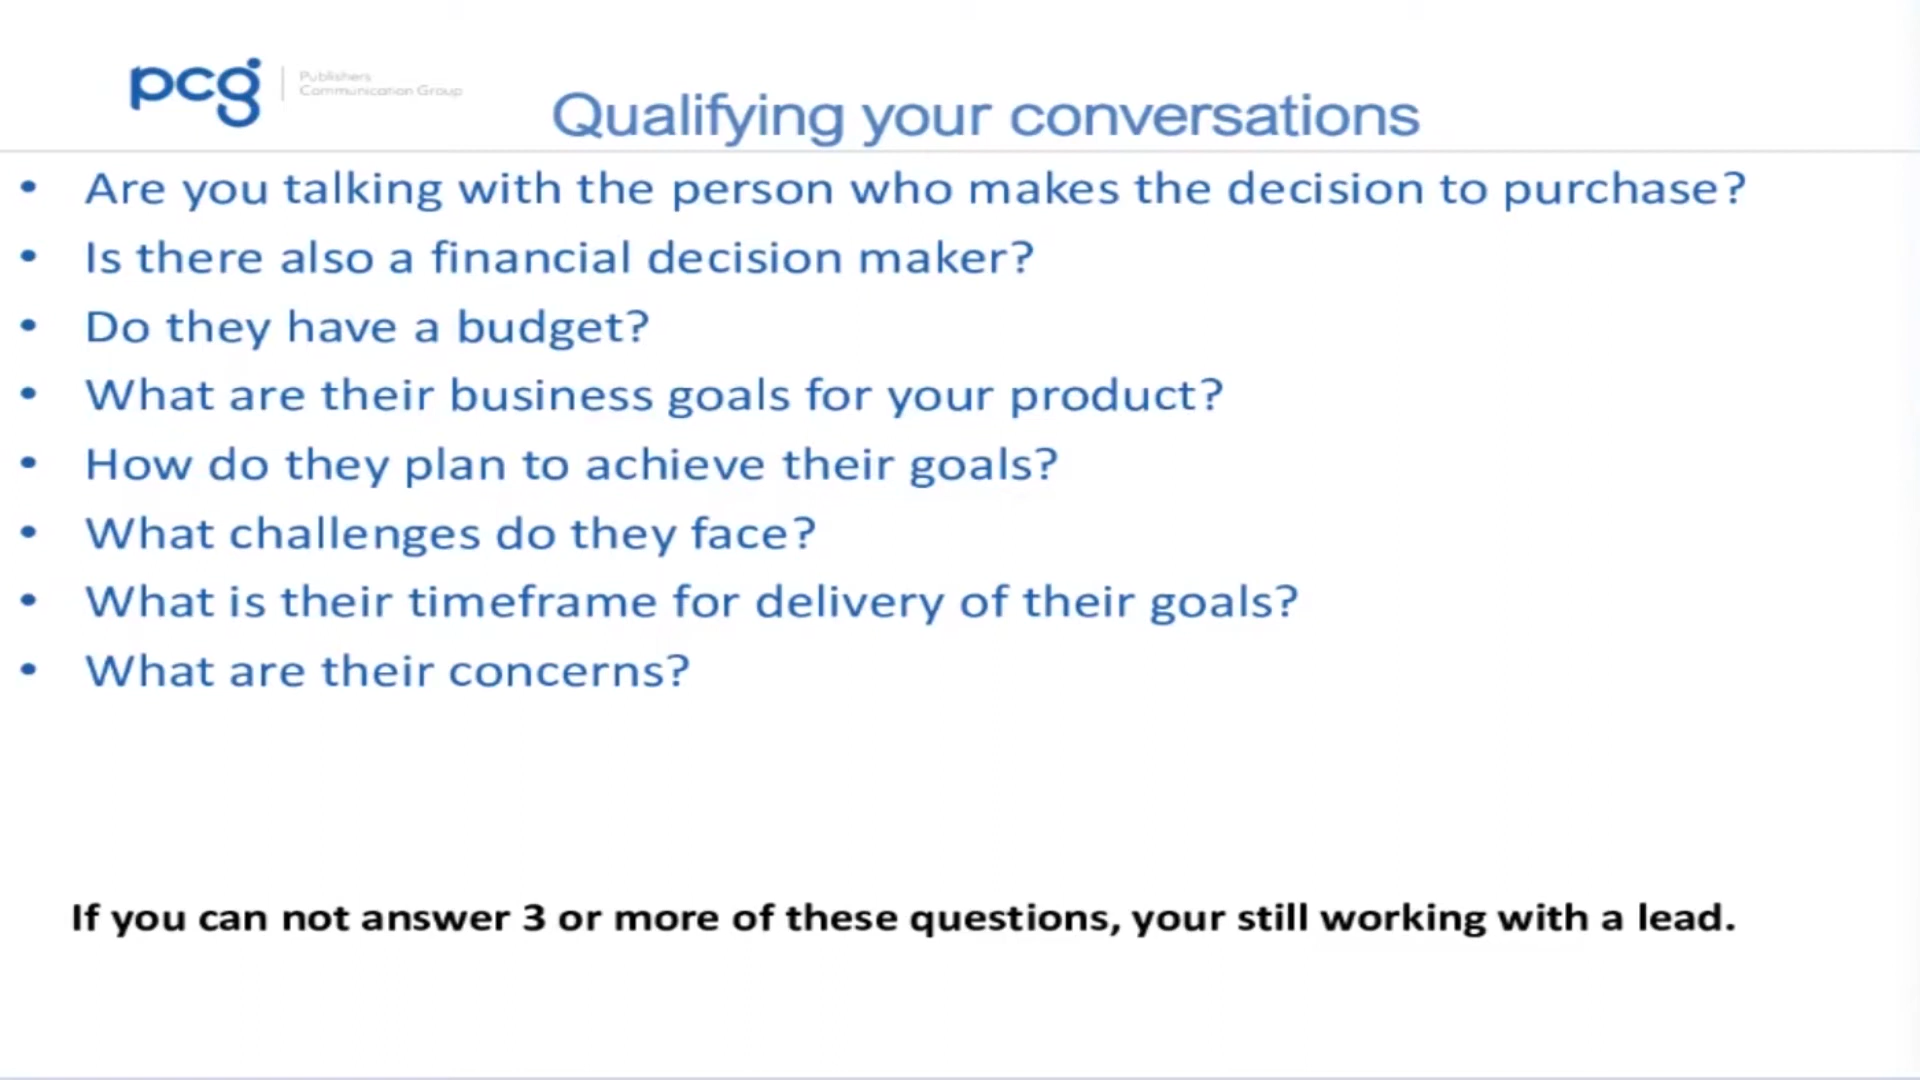 pcg
Publishers
Communication Group
Qualifying your conversations
• Are you talking with the person who makes the decision to purchase?
• Is there also a financial decision maker?
• Do they have a budget?
• What are their business goals for your product?
• How do they plan to achieve their goals?
• What challenges do they face?
• What is their timeframe for delivery of their goals?
• What are their concerns?
If you can not answer 3 or more of these questions, your still working with a lead.